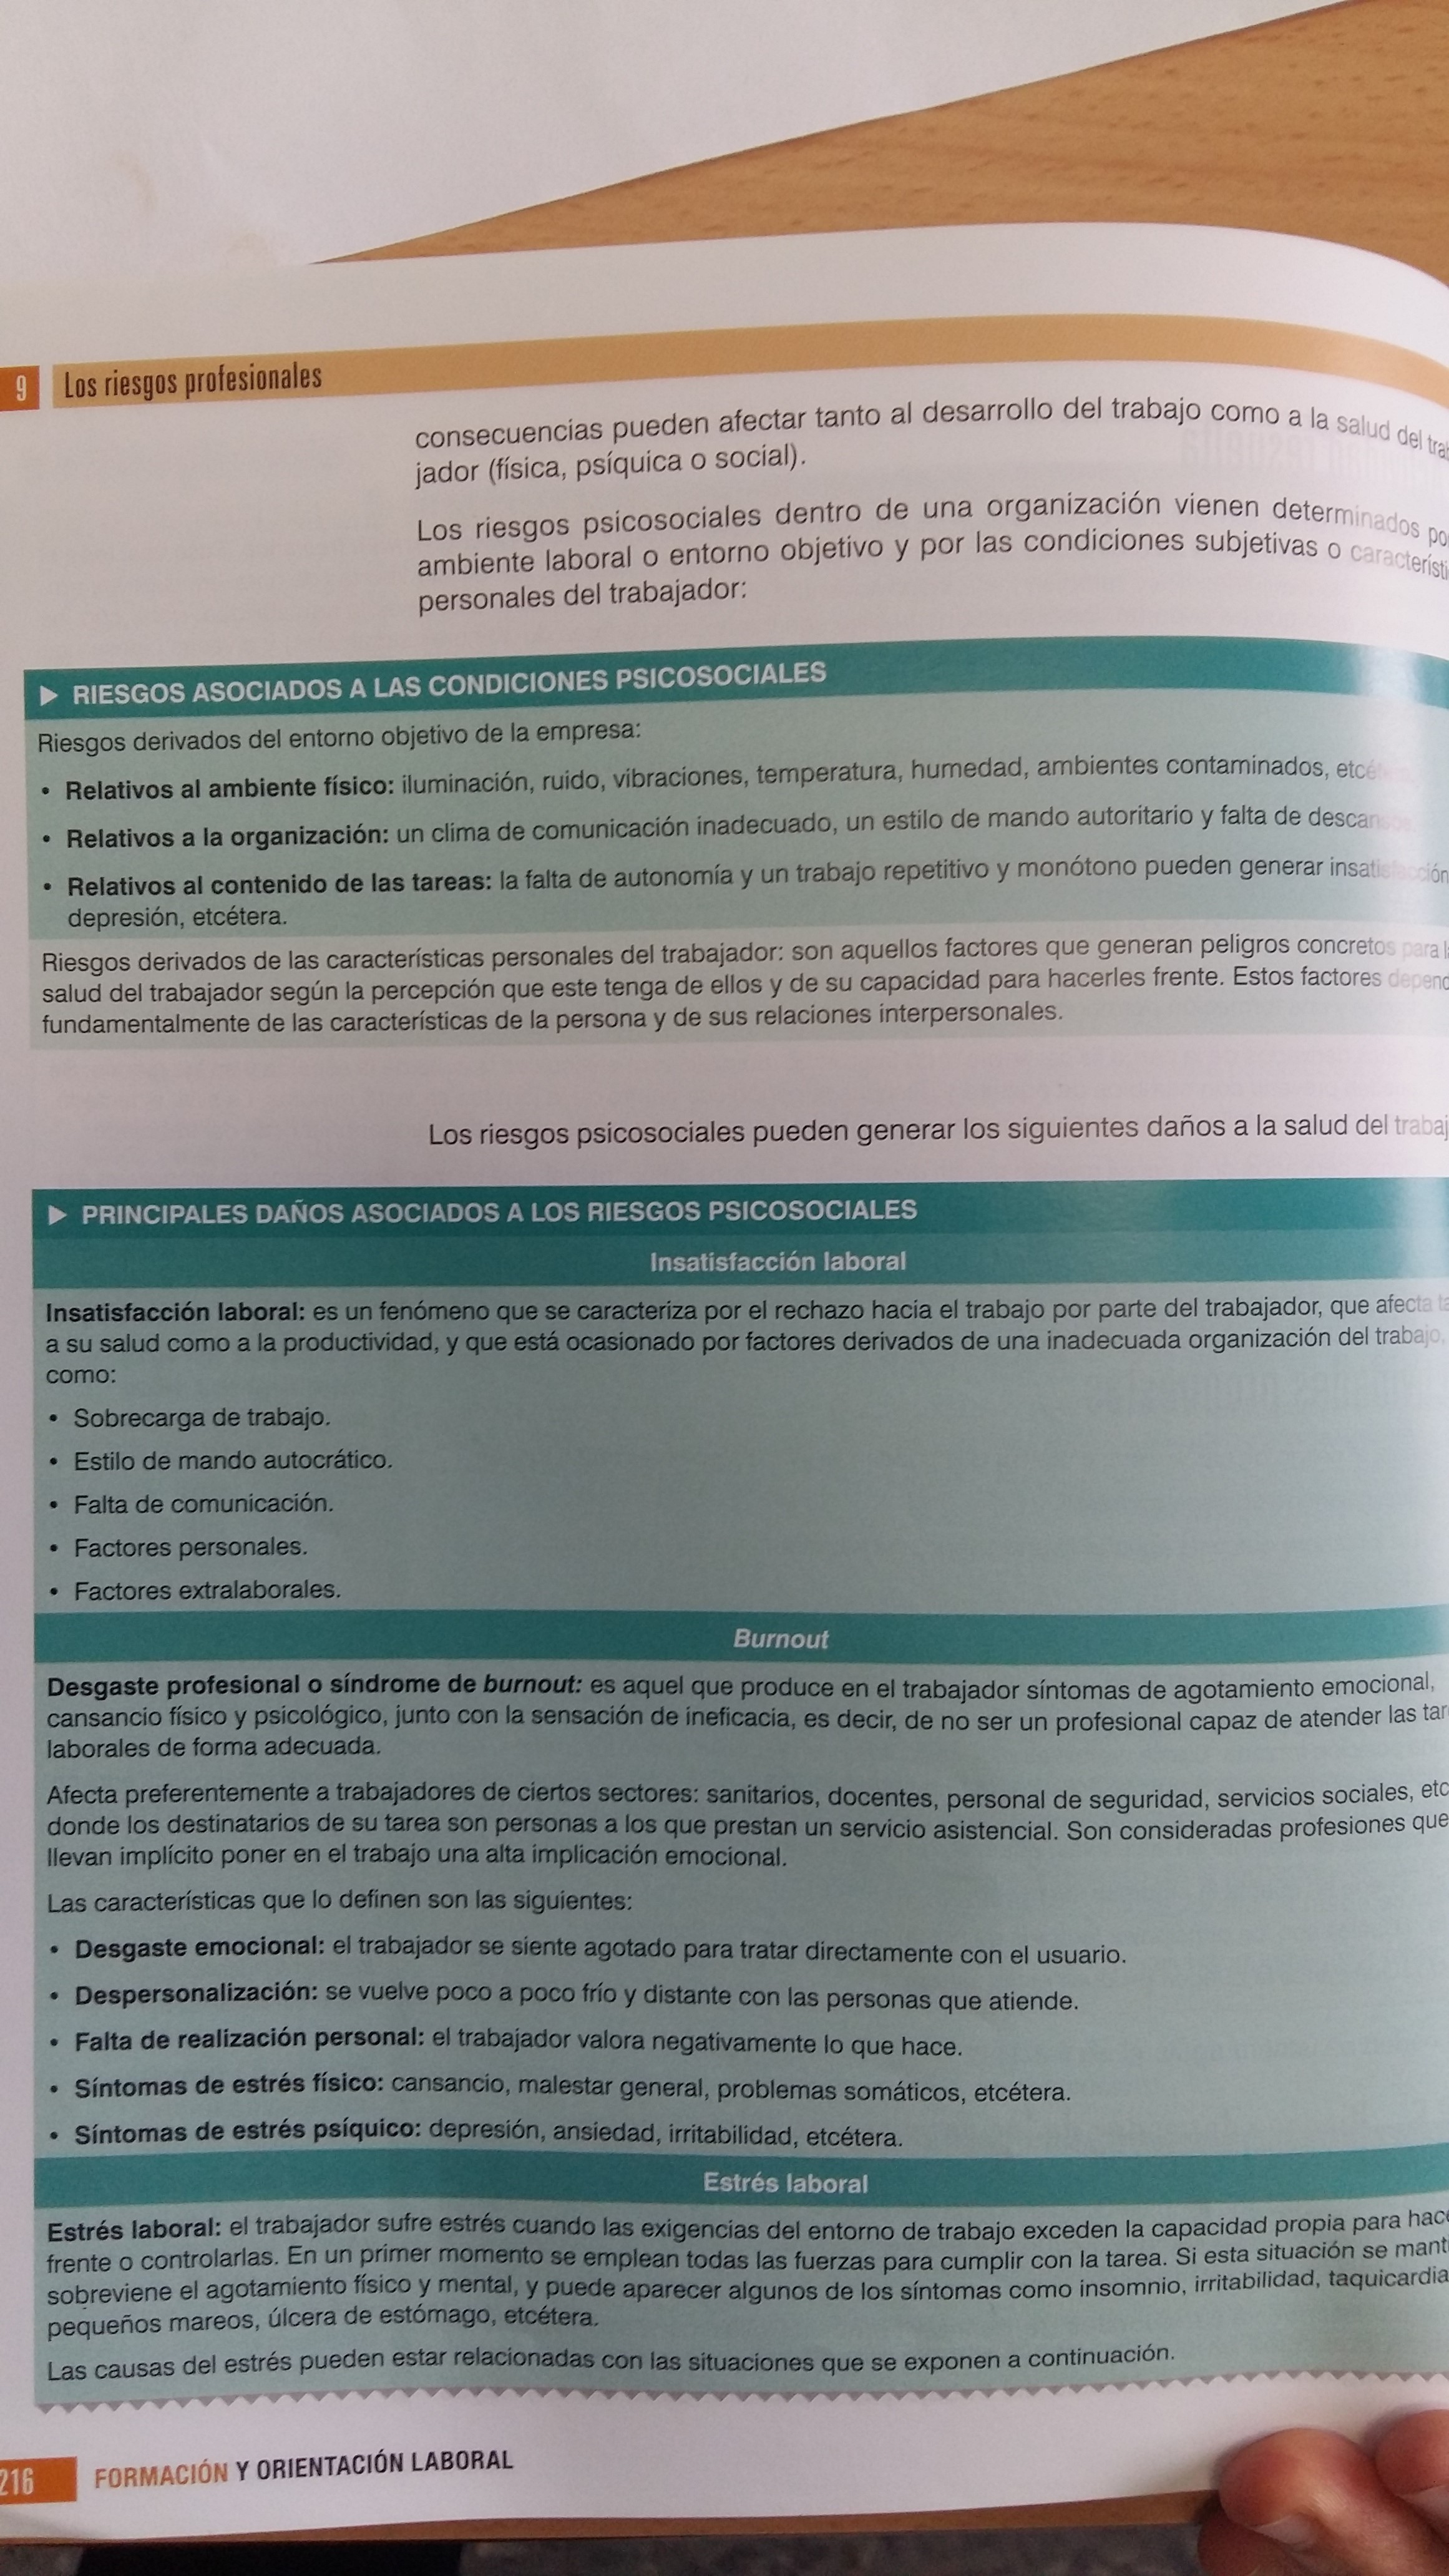 9 Los riesgos profesionales
consecuencias pueden afectar tanto al desarrollo del trabajo como a la salud del
jador (física, psíquica o social).
Los riesgos psicosociales dentro de una organización vienen determinados
ambiente laboral o entorno objetivo y por las condiciones subjetivas o
personales del trabajador:
▶ RIESGOS ASOCIADOS A LAS CONDICIONES PSICOSOCIALES
Riesgos derivados del entorno objetivo de la empresa:
• Relativos al ambiente físico: iluminación, ruido, vibraciones, temperatura, humedad, ambientes contaminados,
• Relativos a la organización: un clima de comunicación inadecuado, un estilo de mando autoritario y falta de
• Relativos al contenido de las tareas: la falta de autonomía y un trabajo repetitivo y monótono pueden generar
depresión, etcétera.
Riesgos derivados de las características personales del trabajador: son aquellos factores que generan peligros concretos para
salud del trabajador según la percepción que este tenga de ellos y de su capacidad para hacerles frente. Estos factores
fundamentalmente de las características de la persona y de sus relaciones interpersonales.
Los riesgos psicosociales pueden generar los siguientes daños a la salud del
▶ PRINCIPALES DAÑOS ASOCIADOS A LOS RIESGOS PSICOSOCIALES
Insatisfacción laboral
Insatisfacción laboral: es un fenómeno que se caracteriza por el rechazo hacia el trabajo por parte del trabajador, que afecta
a su salud como a la productividad, y que está ocasionado por factores derivados de una inadecuada organización del trabajo,
como:
• Sobrecarga de trabajo.
• Estilo de mando autocrático.
• Falta de comunicación.
• Factores personales.
• Factores extralaborales.
Burnout
Desgaste profesional o síndrome de burnout: es aquel que produce en el trabajador síntomas de agotamiento emocional,
cansancio físico y psicológico, junto con la sensación de ineficacia, es decir, de no ser un profesional capaz de atender las
laborales de forma adecuada.
Afecta preferentemente a trabajadores de ciertos sectores: sanitarios, docentes, personal de seguridad, servicios sociales, etc
donde los destinatarios de su tarea son personas a los que prestan un servicio asistencial. Son consideradas profesiones que
llevan implícito poner en el trabajo una alta implicación emocional.
Las características que lo definen son las siguientes:
• Desgaste emocional: el trabajador se siente agotado para tratar directamente con el usuario.
• Despersonalización: se vuelve poco a poco frío y distante con las personas que atiende.
• Falta de realización personal: el trabajador valora negativamente lo que hace.
• Síntomas de estrés físico: cansancio, malestar general, problemas somáticos, etcétera.
• Síntomas de estrés psíquico: depresión, ansiedad, irritabilidad, etcétera.
Estrés laboral
Estrés laboral: el trabajador sufre estrés cuando las exigencias del entorno de trabajo exceden la capacidad propia para
frente o controlarlas. En un primer momento se emplean todas las fuerzas para cumplir con la tarea. Si esta situación se
sobreviene el agotamiento físico y mental, y puede aparecer algunos de los síntomas como insomnio, irritabilidad, taquicardia
pequeños mareos, úlcera de estómago, etcétera.
Las causas del estrés pueden estar relacionadas con las situaciones que se exponen a continuación.
216 FORMACIÓN Y ORIENTACIÓN LABORAL